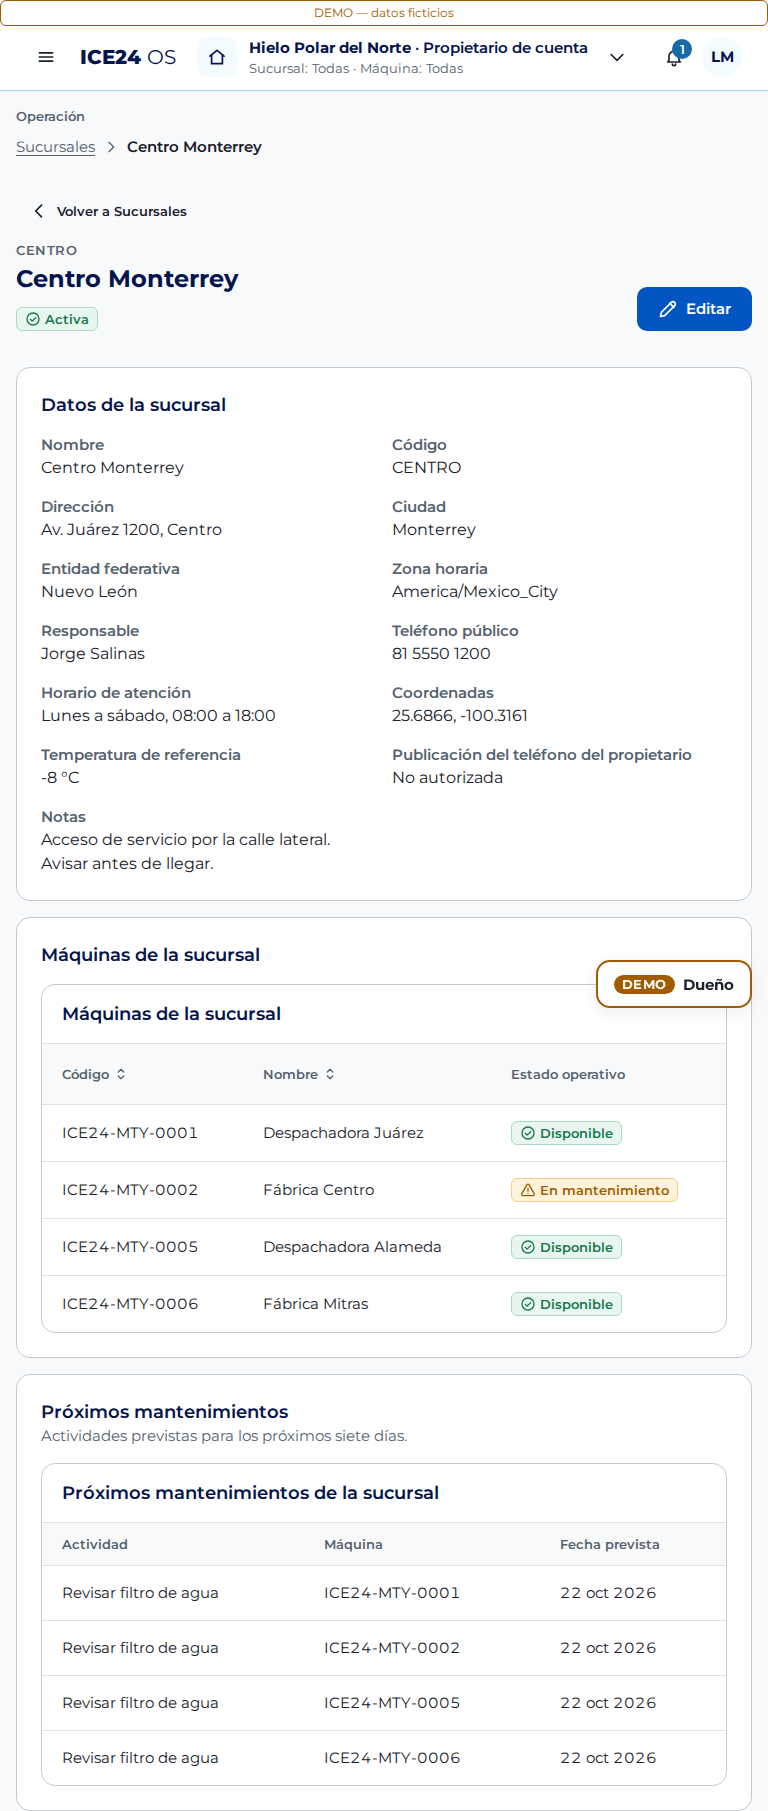 DEMO — datos ficticios
ICE24 OS
Hielo Polar del Norte · Propietario de cuenta
Sucursal: Todas · Máquina: Todas
1
LM
Operación
Sucursales > Centro Monterrey
Volver a Sucursales
CENTRO
Centro Monterrey
Activa
Editar
Datos de la sucursal
Nombre
Centro Monterrey
Código
CENTRO
Dirección
Av. Juárez 1200, Centro
Ciudad
Monterrey
Entidad federativa
Nuevo León
Zona horaria
America/Mexico_City
Responsable
Jorge Salinas
Teléfono público
81 5550 1200
Horario de atención
Lunes a sábado, 08:00 a 18:00
Coordenadas
25.6866, -100.3161
Temperatura de referencia
-8 °C
Publicación del teléfono del propietario
No autorizada
Notas
Acceso de servicio por la calle lateral.
Avisar antes de llegar.
Máquinas de la sucursal
DEMO Dueño
Máquinas de la sucursal
Código Nombre Estado operativo
ICE24-MTY-0001 Despachadora Juárez Disponible
ICE24-MTY-0002 Fábrica Centro En mantenimiento
ICE24-MTY-0005 Despachadora Alameda Disponible
ICE24-MTY-0006 Fábrica Mitras Disponible
Próximos mantenimientos
Actividades previstas para los próximos siete días.
Próximos mantenimientos de la sucursal
Actividad Máquina Fecha prevista
Revisar filtro de agua ICE24-MTY-0001 22 oct 2026
Revisar filtro de agua ICE24-MTY-0002 22 oct 2026
Revisar filtro de agua ICE24-MTY-0005 22 oct 2026
Revisar filtro de agua ICE24-MTY-0006 22 oct 2026